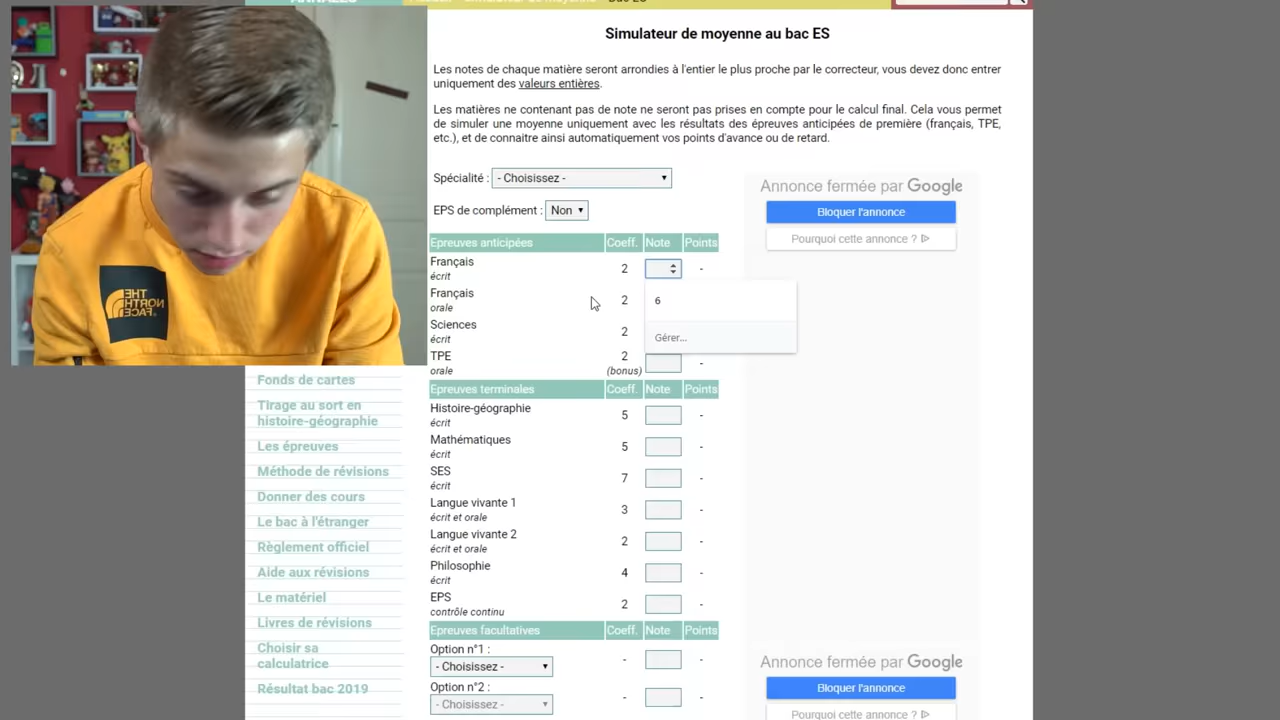 Simulateur de moyenne au bac ES
Les notes de chaque matière seront arrondies à l'entier le plus proche par le correcteur, vous devez donc entrer
uniquement des valeurs entières.
Les matières ne contenant pas de note ne seront pas prises en compte pour le calcul final. Cela vous permet
de simuler une moyenne uniquement avec les résultats des épreuves anticipées de première (français, TPE,
etc.), et de connaitre ainsi automatiquement vos points d'avance ou de retard.
Spécialité : - Choisissez -
EPS de complément : Non
Epreuves anticipées Coeff. Note Points
Français
écrit 2 -
Français
orale 2
6
Sciences
écrit 2
Gérer...
TPE
orale 2 (bonus) -
Epreuves terminales Coeff. Note Points
Histoire-géographie
écrit 5 -
Mathématiques
écrit 5 -
SES
écrit 7 -
Langue vivante 1
écrit et orale 3 -
Langue vivante 2
écrit et orale 2 -
Philosophie
écrit 4 -
EPS
contrôle continu 2 -
Epreuves facultatives Coeff. Note Points
Option n°1 :
- Choisissez - - -
Option n°2 :
- Choisissez - - -
Annonce fermée par Google
Bloquer l'annonce
Pourquoi cette annonce ?
Annonce fermée par Google
Bloquer l'annonce
Pourquoi cette annonce ?
Fonds de cartes
Tirage au sort en
histoire-géographie
Les épreuves
Méthode de révisions
Donner des cours
Le bac à l'étranger
Règlement officiel
Aide aux révisions
Le matériel
Livres de révisions
Choisir sa
calculatrice
Résultat bac 2019
THE
NORTH
FACE